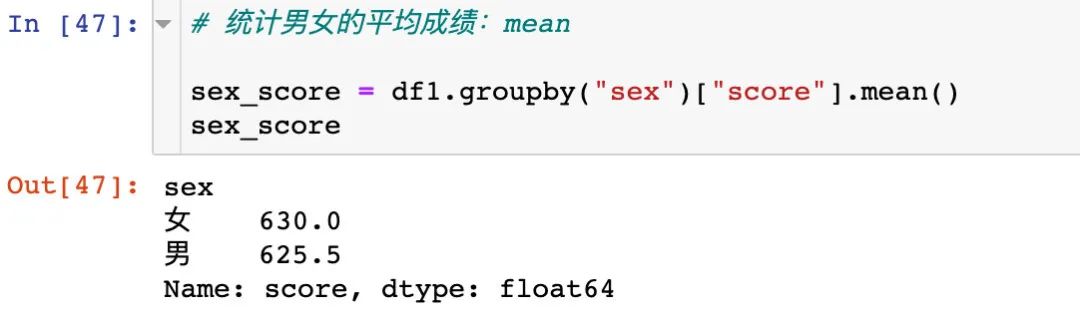 In [47]:
# 统计男女的平均成绩：mean
sex_score = df1.groupby("sex")["score"].mean()
sex_score
Out[47]:
sex
女    630.0
男    625.5
Name: score, dtype: float64